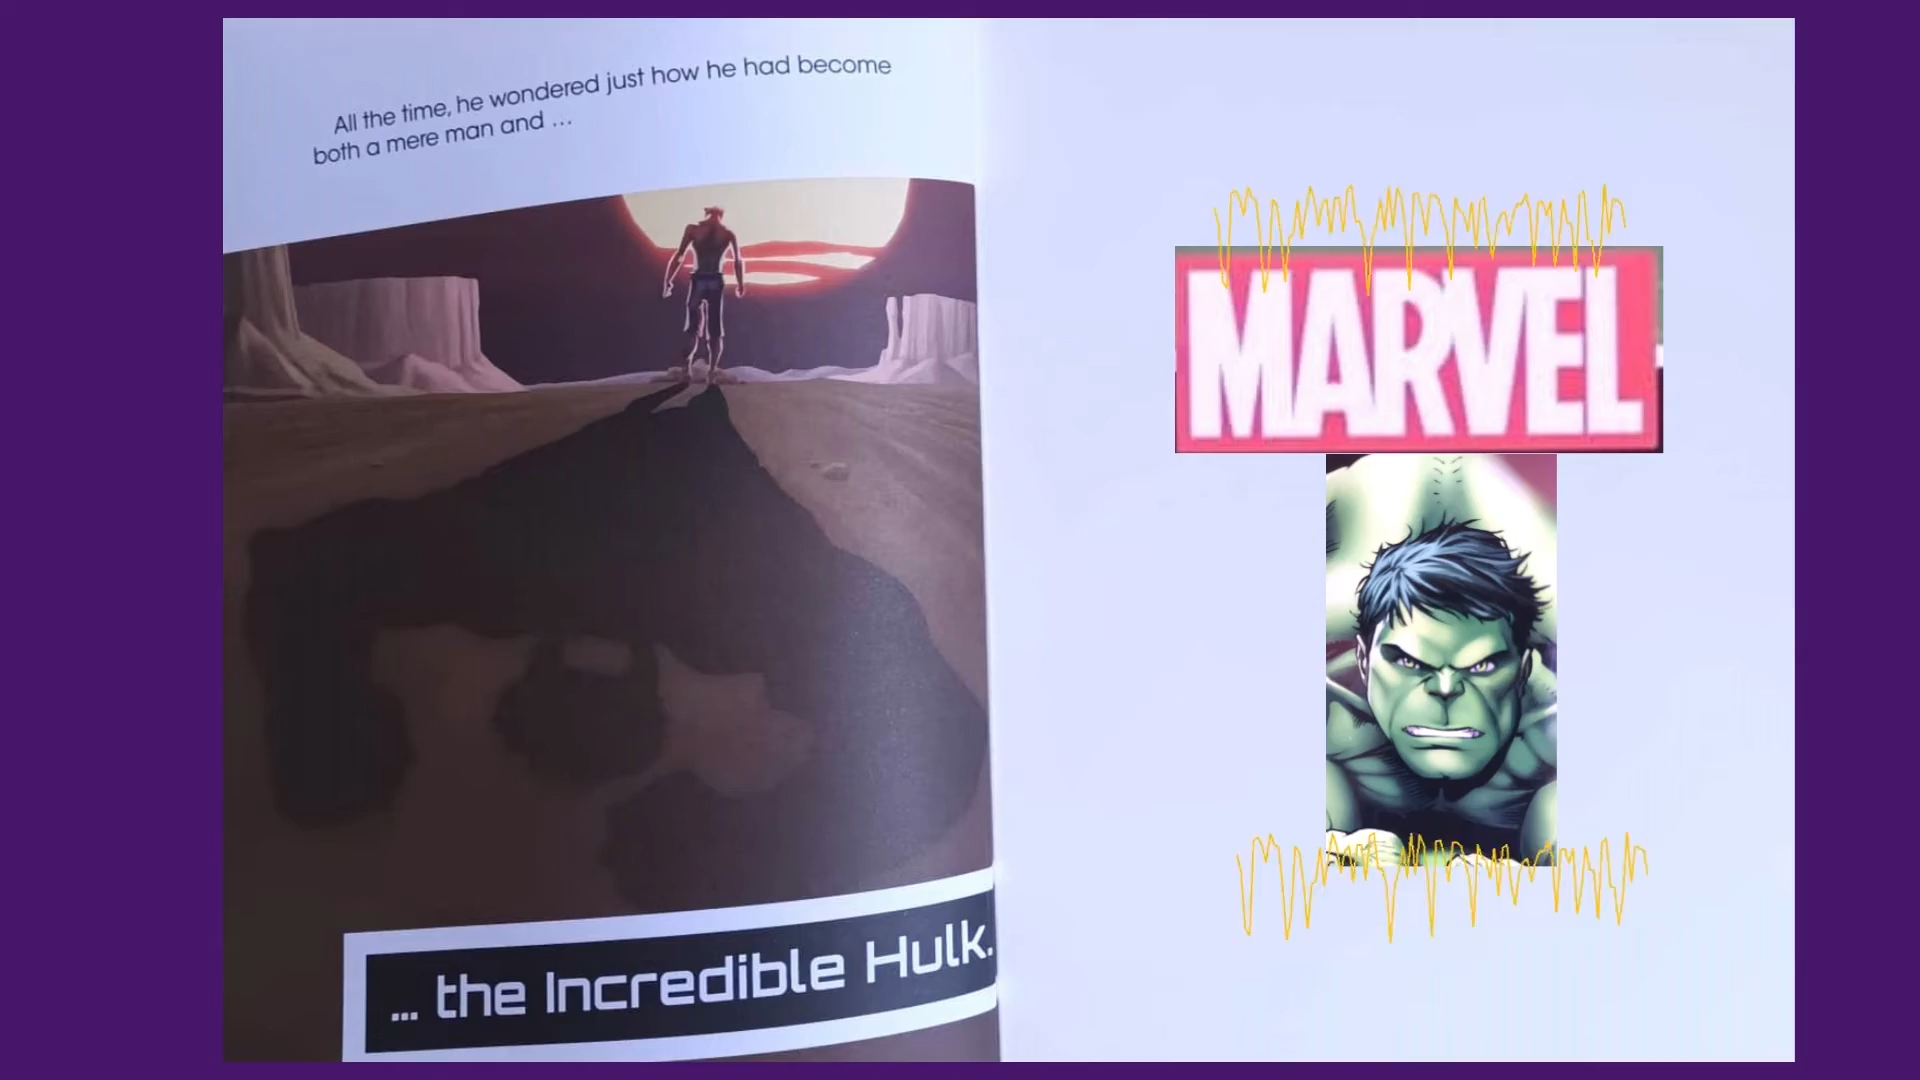 All the time, he wondered just how he had become
both a mere man and ...
... the Incredible Hulk.
MARVEL